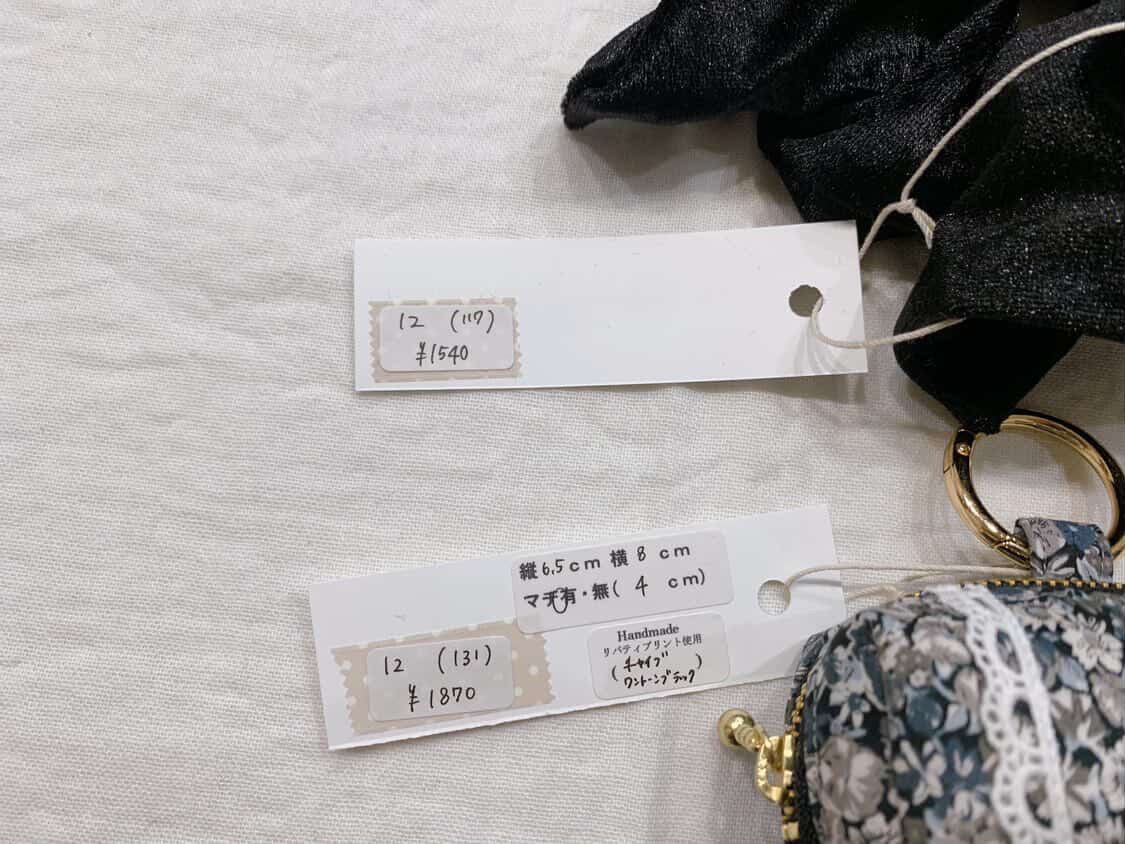 12 (117)
¥1540
縦6.5cm 横 8 cm
マチ有・無( 4 cm)
Handmade
リバティプリント使用
(チャイブ
ワントーンブラック)
12 (131)
¥1870